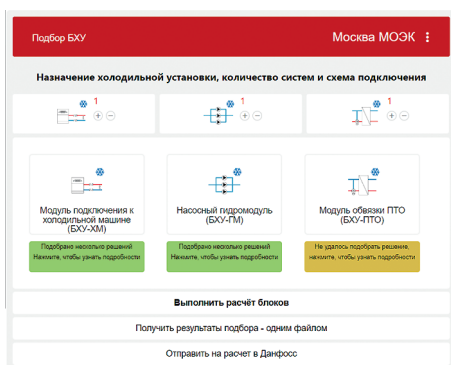 Подбор БХУ
Москва МОЭК
Назначение холодильной установки, количество систем и схема подключения
1
1
1
Модуль подключения к
холодильной машине
(БХУ-ХМ)
Насосный гидромодуль
(БХУ-ГМ)
Модуль обвязки ПТО
(БХУ-ПТО)
Подобрано несколько решений
Нажмите, чтобы узнать подробности
Подобрано несколько решений
Нажмите, чтобы узнать подробности
Не удалось подобрать решение,
нажмите, чтобы узнать подробности
Выполнить расчёт блоков
Получить результаты подбора - одним файлом
Отправить на расчет в Данфосс